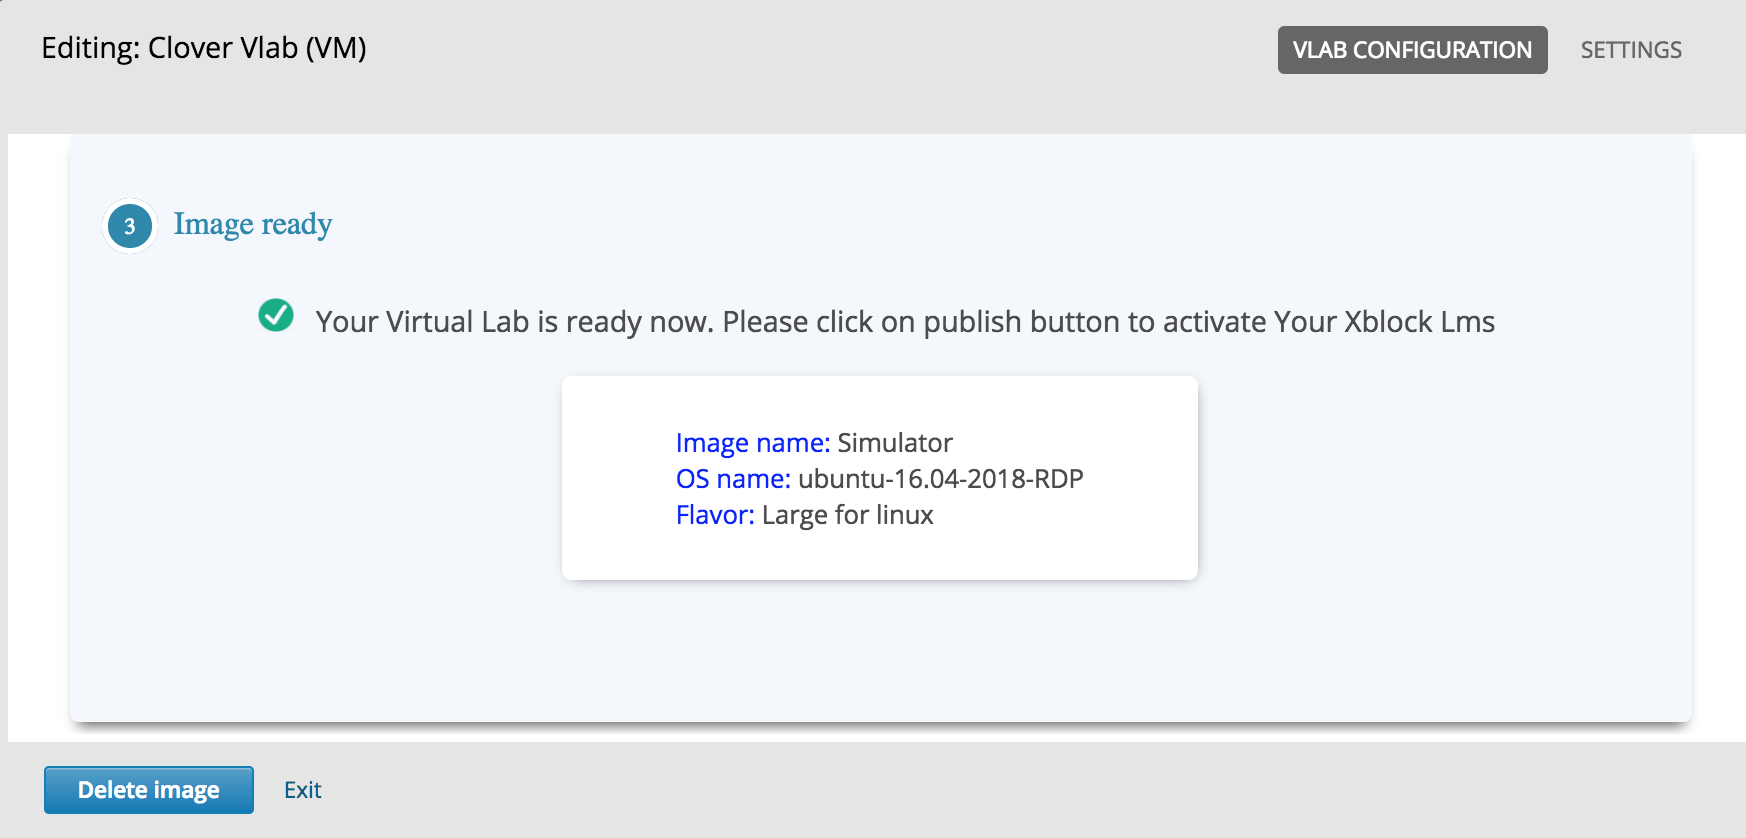 Editing: Clover Vlab (VM)
VLAB CONFIGURATION
SETTINGS
3
Image ready
Your Virtual Lab is ready now. Please click on publish button to activate Your Xblock Lms
Image name: Simulator
OS name: ubuntu-16.04-2018-RDP
Flavor: Large for linux
Delete image
Exit